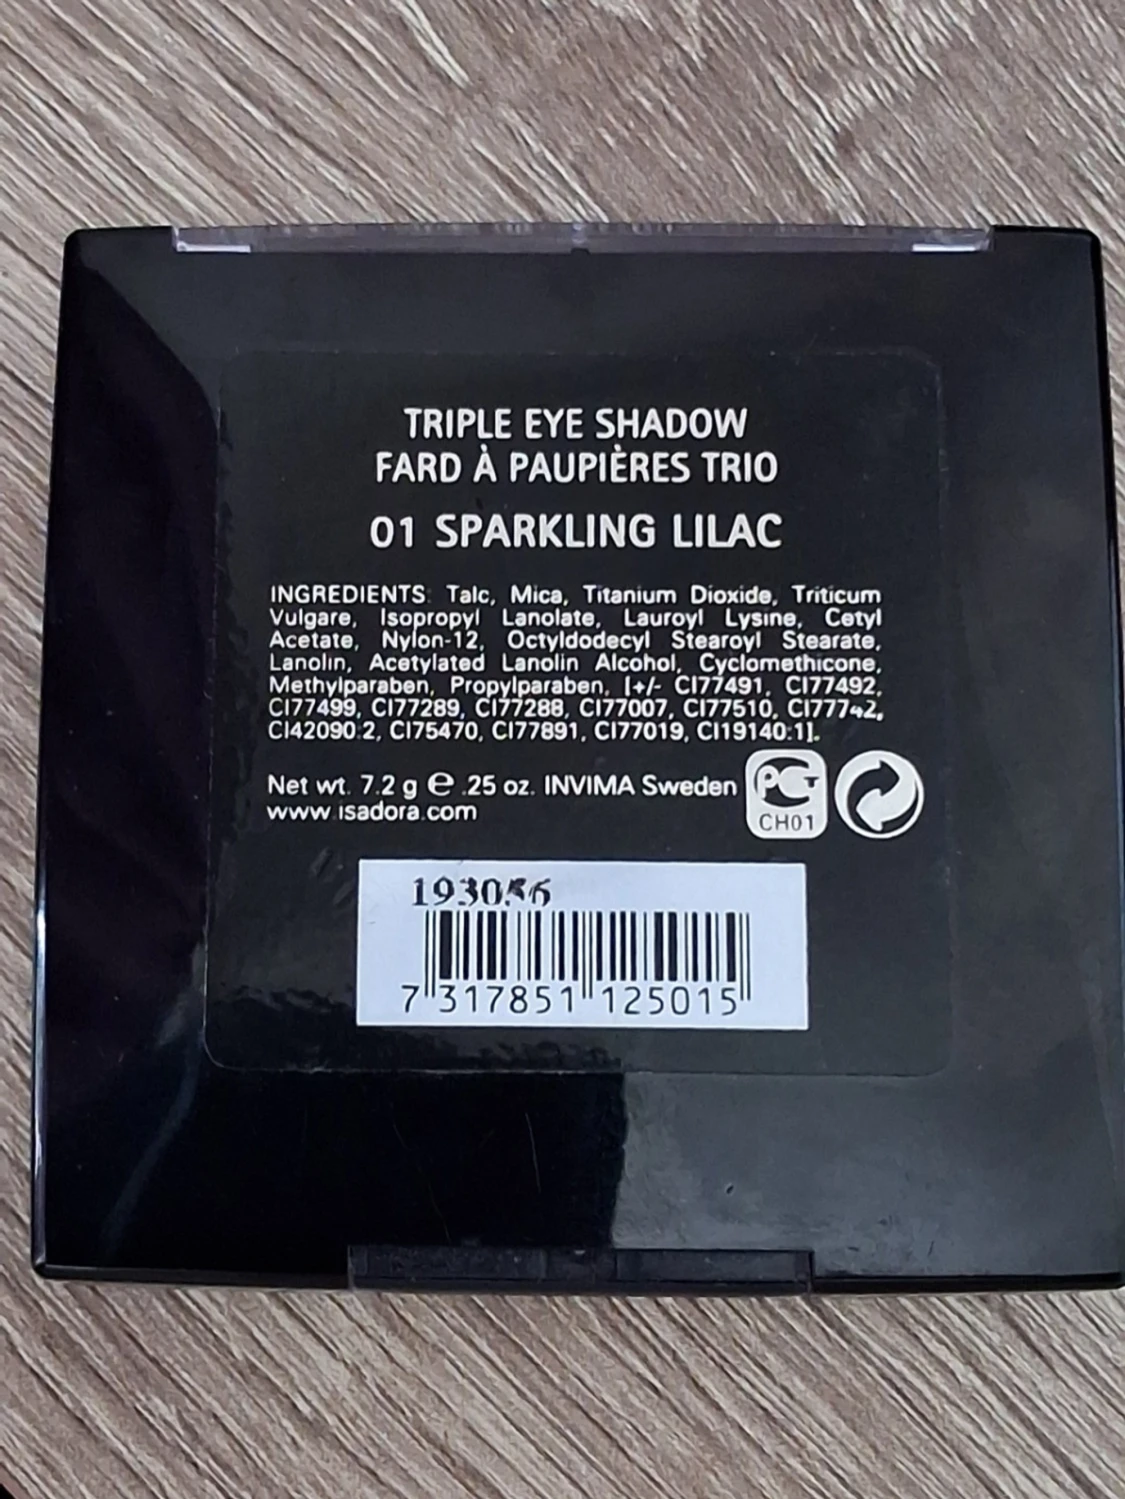 TRIPLE EYE SHADOW
FARD À PAUPIÈRES TRIO
01 SPARKLING LILAC
INGREDIENTS: Talc, Mica, Titanium Dioxide, Triticum
Vulgare, Isopropyl Lanolate, Lauroyl Lysine, Cetyl
Acetate, Nylon-12, Octyldodecyl Stearoyl Stearate,
Lanolin, Acetylated Lanolin Alcohol, Cyclomethicone,
Methylparaben, Propylparaben, [+/- CI77491, CI77492,
CI77499, CI77289, CI77288, CI77007, CI77510, CI77742,
CI42090:2, CI75470, CI77891, CI77019, CI19140:1].
Net wt. 7.2 g e .25 oz. INVIMA Sweden
www.isadora.com
PCT
CH01
7 317851 125015